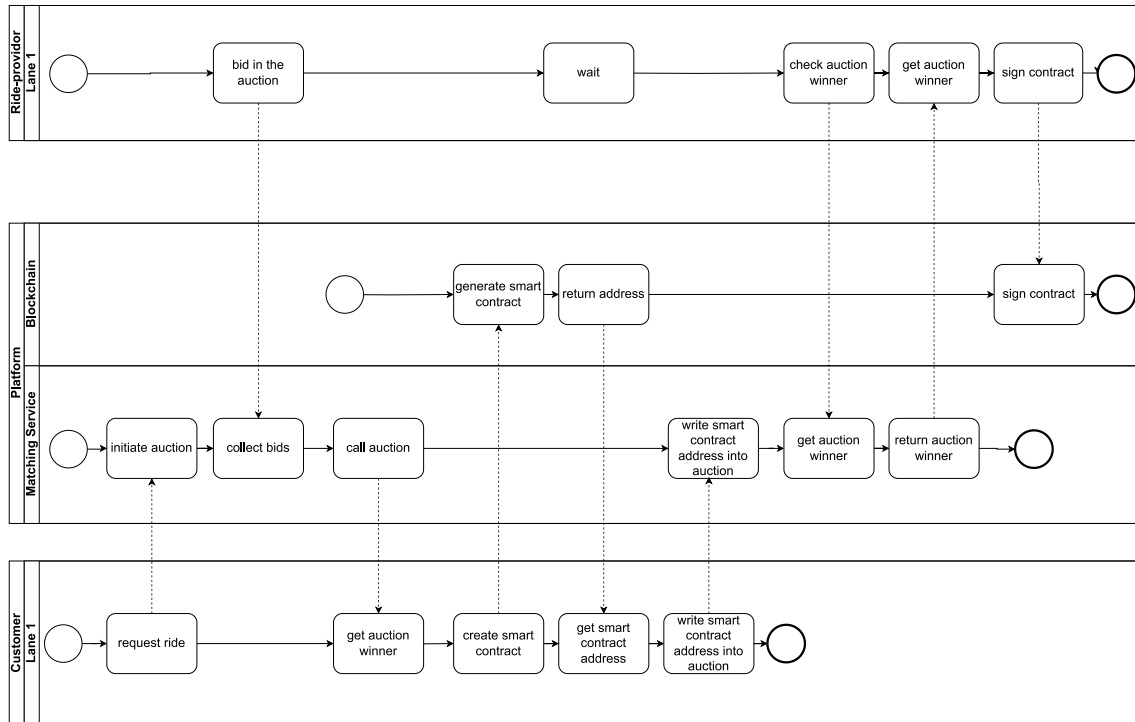 Ride-providor
Lane 1
bid in the
auction
wait
check auction
winner
get auction
winner
sign contract
Platform
Blockchain
generate smart
contract
return address
sign contract
Matching Service
initiate auction
collect bids
call auction
write smart
contract
address into
auction
get auction
winner
return auction
winner
Customer
Lane 1
request ride
get auction
winner
create smart
contract
get smart
contract
address
write smart
contract
address into
auction